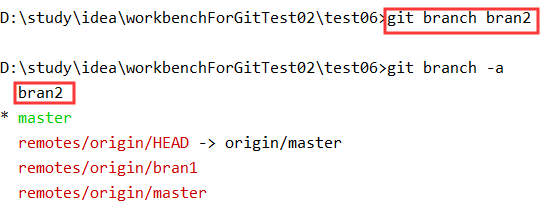 D:\study\idea\workbenchForGitTest02\test06>git branch bran2
D:\study\idea\workbenchForGitTest02\test06>git branch -a
bran2
* master
remotes/origin/HEAD -> origin/master
remotes/origin/bran1
remotes/origin/master